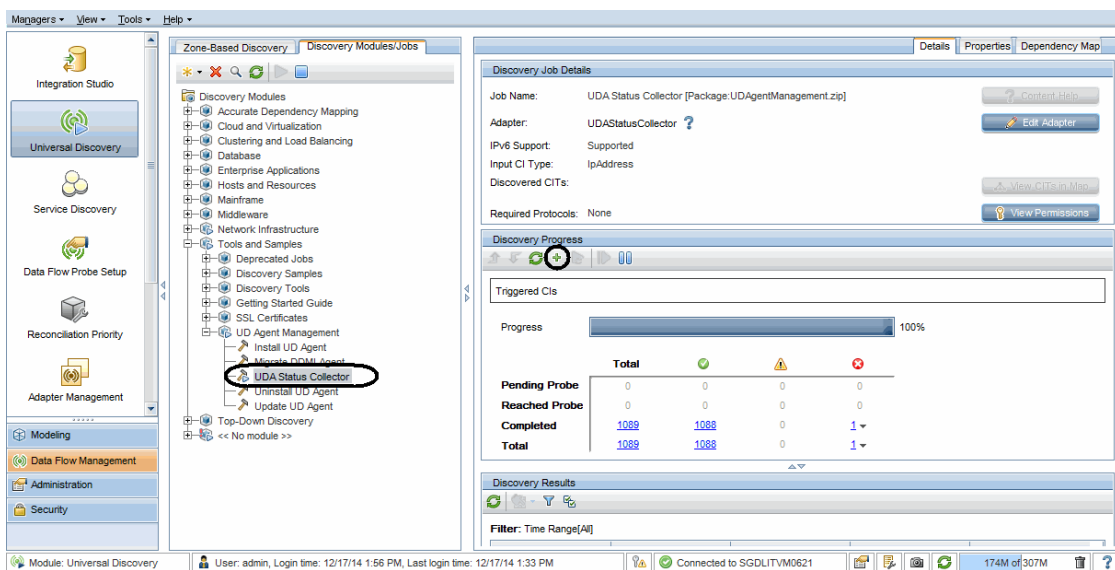 Managers View Tools Help
Integration Studio
Universal Discovery
Service Discovery
Data Flow Probe Setup
Reconciliation Priority
Adapter Management
Modeling
Data Flow Management
Administration
Security
Zone-Based Discovery Discovery Modules/Jobs
Discovery Modules
Accurate Dependency Mapping
Cloud and Virtualization
Clustering and Load Balancing
Database
Enterprise Applications
Hosts and Resources
Mainframe
Middleware
Network Infrastructure
Tools and Samples
Deprecated Jobs
Discovery Samples
Discovery Tools
Getting Started Guide
SSL Certificates
UD Agent Management
Install UD Agent
Migrate DDMI Agent
UDA Status Collector
Uninstall UD Agent
Update UD Agent
Top-Down Discovery
<< No module >>
Details Properties Dependency Map
Discovery Job Details
Job Name: UDA Status Collector [Package:UDAgentManagement.zip] ? Content Help
Adapter: UDAStatusCollector ? Edit Adapter
IPv6 Support: Supported
Input CI Type: IpAddress
Discovered CITs: View CITs in Map
Required Protocols: None View Permissions
Discovery Progress
Triggered CIs
Progress 100%
Total
Pending Probe 0 0 0 0
Reached Probe 0 0 0 0
Completed 1089 1088 0 1
Total 1089 1088 0 1
Discovery Results
Filter: Time Range[All]
Module: Universal Discovery User: admin, Login time: 12/17/14 1:56 PM, Last login time: 12/17/14 1:33 PM Connected to SGDLITVM0621 174M of 307M ?